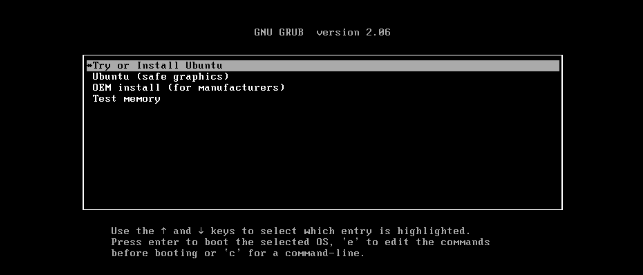 GNU GRUB  version 2.06
*Try or Install Ubuntu
Ubuntu (safe graphics)
OEM install (for manufacturers)
Test memory
Use the ↑ and ↓ keys to select which entry is highlighted.
Press enter to boot the selected OS, `e' to edit the commands
before booting or `c' for a command-line.